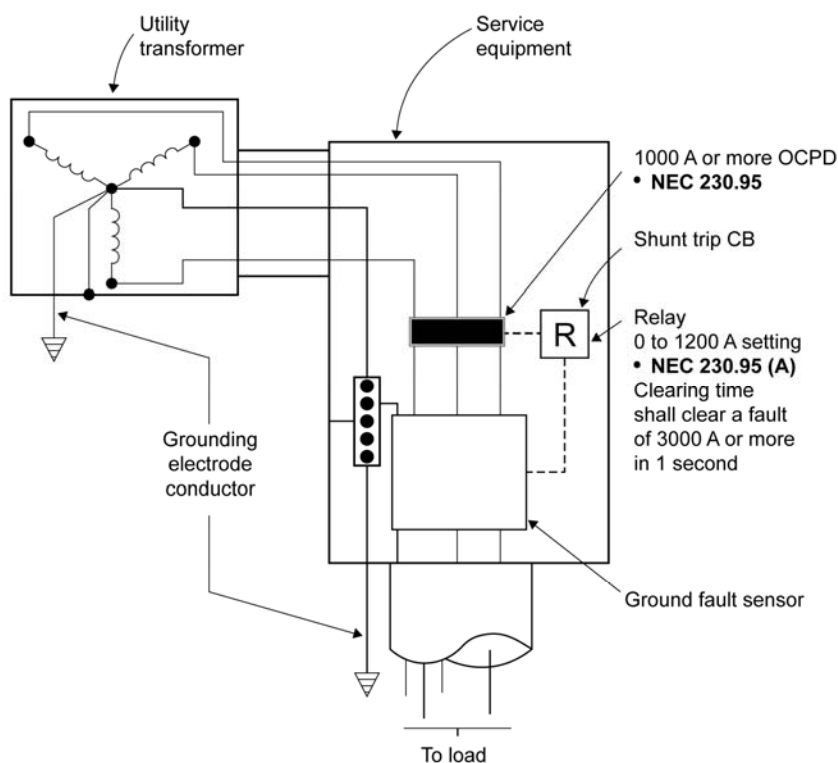 Utility
transformer
Service
equipment
1000 A or more OCPD
• NEC 230.95
Shunt trip CB
R
Relay
0 to 1200 A setting
• NEC 230.95 (A)
Clearing time
shall clear a fault
of 3000 A or more
in 1 second
Grounding
electrode
conductor
Ground fault sensor
To load